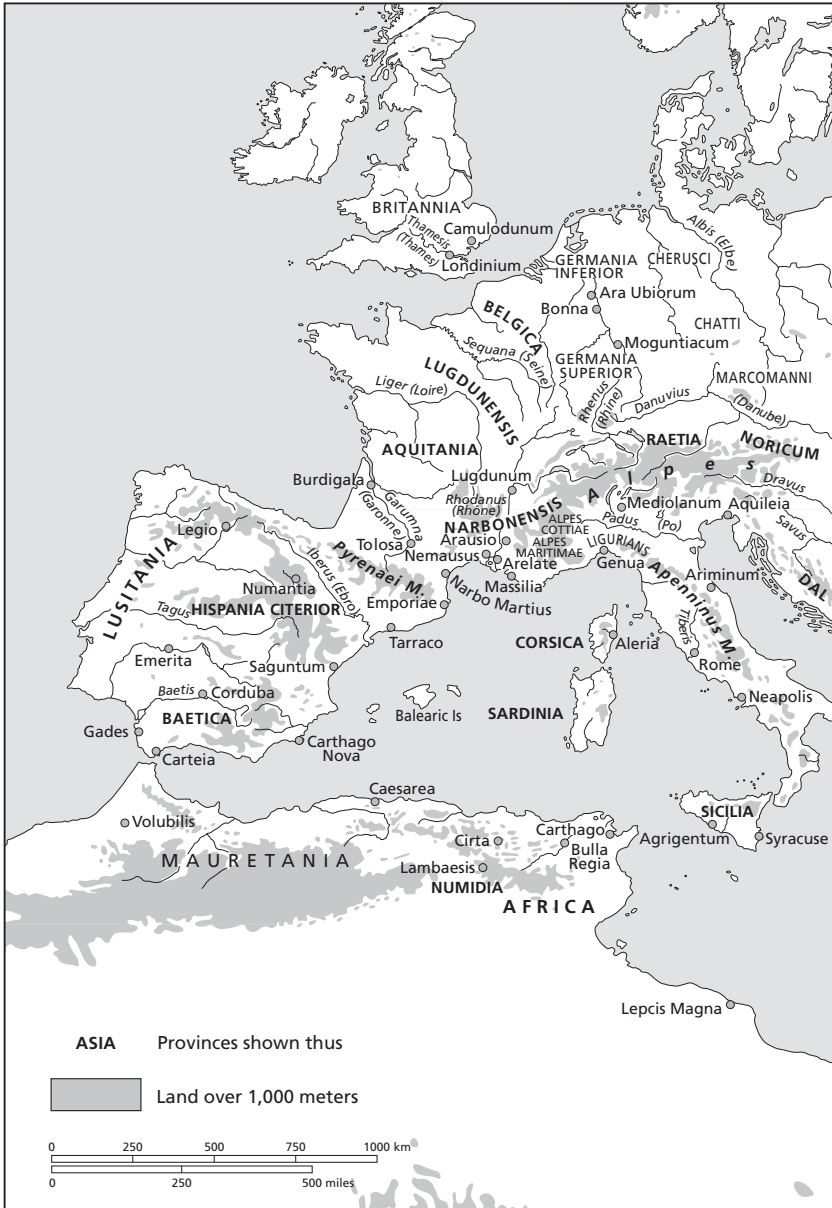 BRITANNIA
Camulodunum
Thamesis
(Thames)
Londinium
Albis (Elbe)
GERMANIA
INFERIOR
CHERUSCI
Ara Ubiorum
Bonna
BELGICA
CHATTI
Sequana (Seine)
Moguntiacum
GERMANIA
SUPERIOR
LUGDUNENSIS
Liger (Loire)
Rhenus
(Rhine)
MARCOMANNI
Danuvius
(Danube)
AQUITANIA
RAETIA
NORICUM
Burdigala
Lugdunum
Alpes
Dravus
Garumna
(Garonne)
Rhodanus
(Rhône)
NARBONENSIS
Mediolanum
Aquileia
Legio
ALPES
COTTIAE
Padus
(Po)
Savus
Tolosa
Arausio
ALPES
MARITIMAE
LIGURIANS
Nemausus
Arelate
Genua
LUSITANIA
Iberus (Ebro)
Pyrenaei M.
Massilia
Apenninus M.
Ariminum
DAL
Numantia
Narbo Martius
Emporiae
Tagus
HISPANIA CITERIOR
Tarraco
CORSICA
Aleria
Tiberis
Rome
Emerita
Saguntum
Baetis
Corduba
Neapolis
Balearic Is
SARDINIA
BAETICA
Gades
Carthago
Nova
Carteia
Caesarea
SICILIA
Volubilis
Carthago
Agrigentum
Syracuse
Cirta
Bulla
Regia
MAURETANIA
Lambaesis
NUMIDIA
AFRICA
Lepcis Magna
ASIA Provinces shown thus
Land over 1,000 meters
0 250 500 750 1000 km
0 250 500 miles